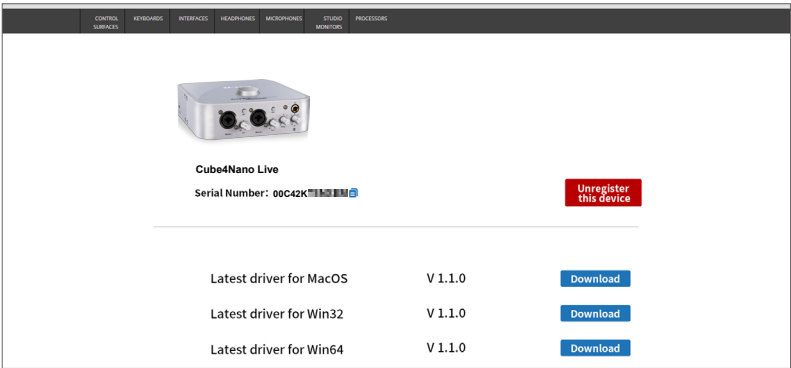 CONTROL SURFACES KEYBOARDS INTERFACES HEADPHONES MICROPHONES STUDIO MONITORS PROCESSORS
Cube4Nano Live
Serial Number: 00C42K
Unregister
this device
Latest driver for MacOS V 1.1.0 Download
Latest driver for Win32 V 1.1.0 Download
Latest driver for Win64 V 1.1.0 Download